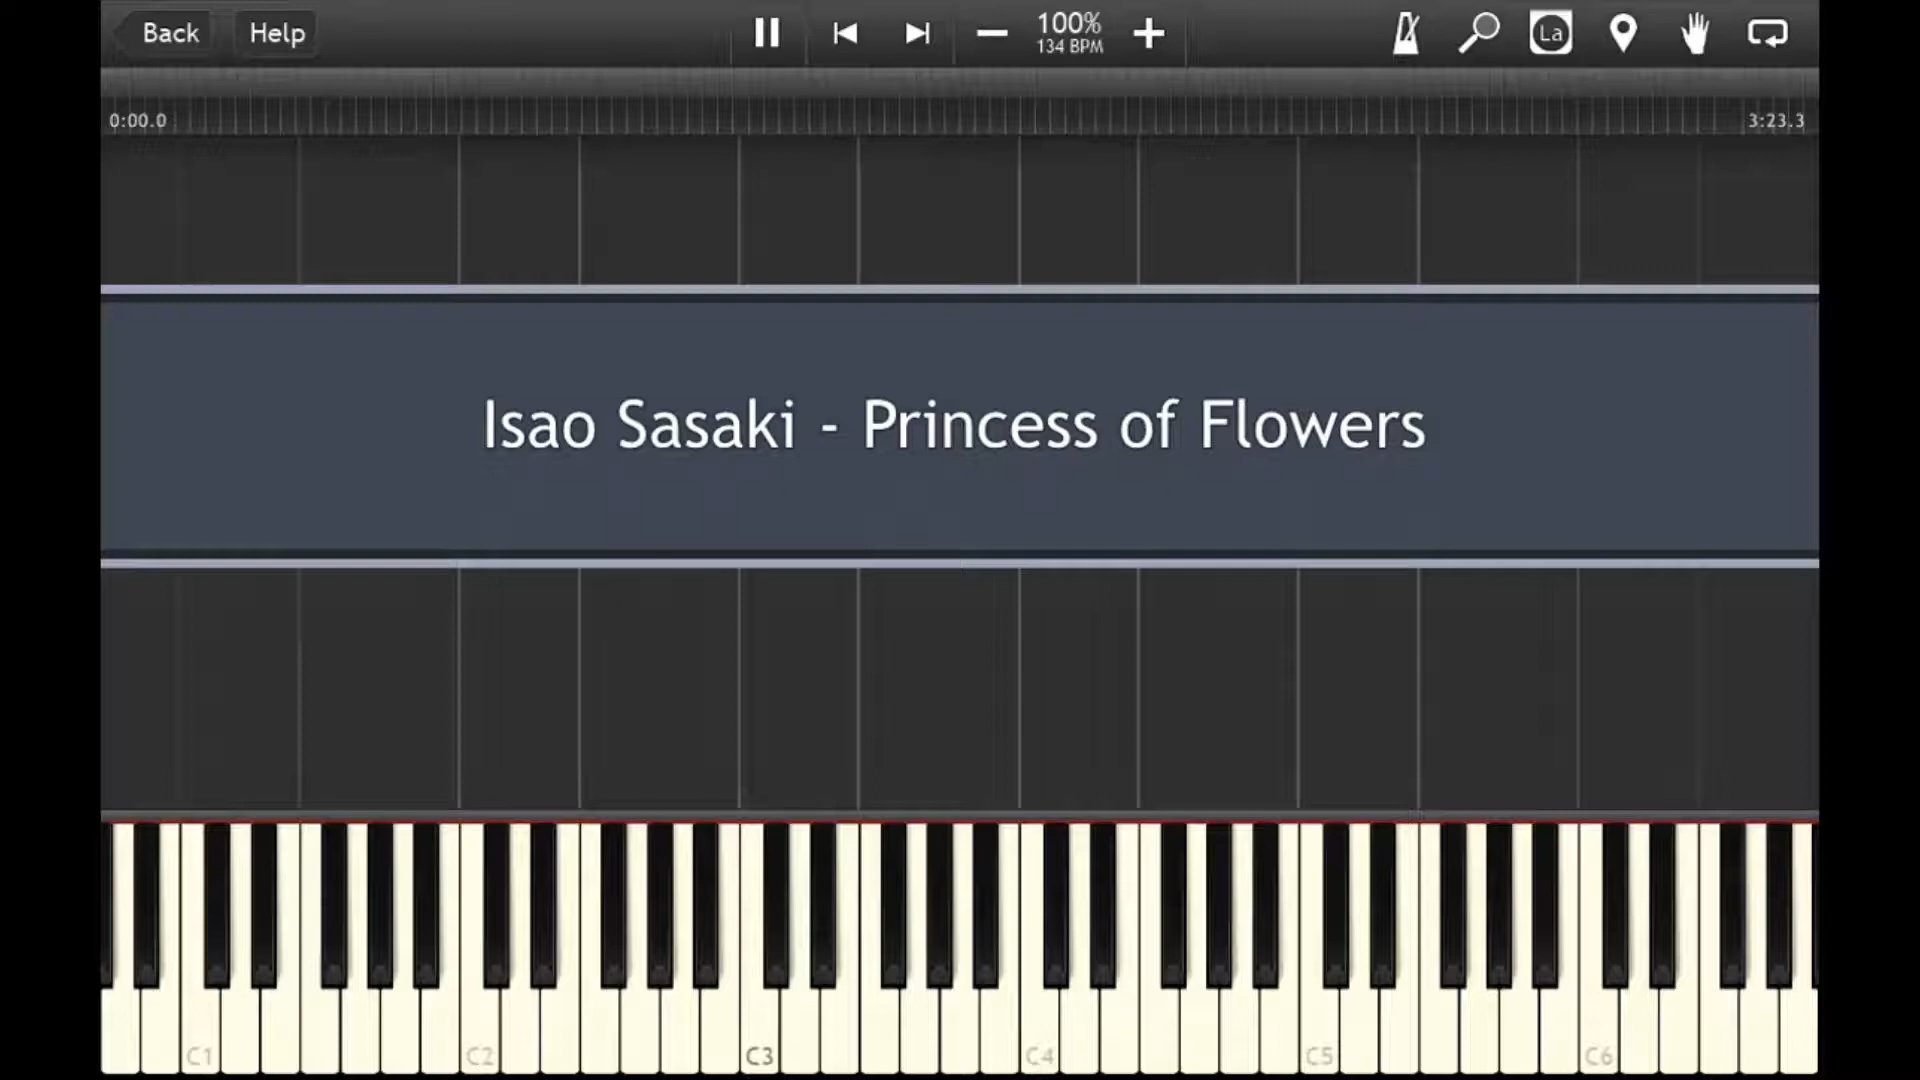 Back Help 100% La
134 BPM
0:00.0 3:23.3
Isao Sasaki - Princess of Flowers
C1 C2 C3 C4 C5 C6